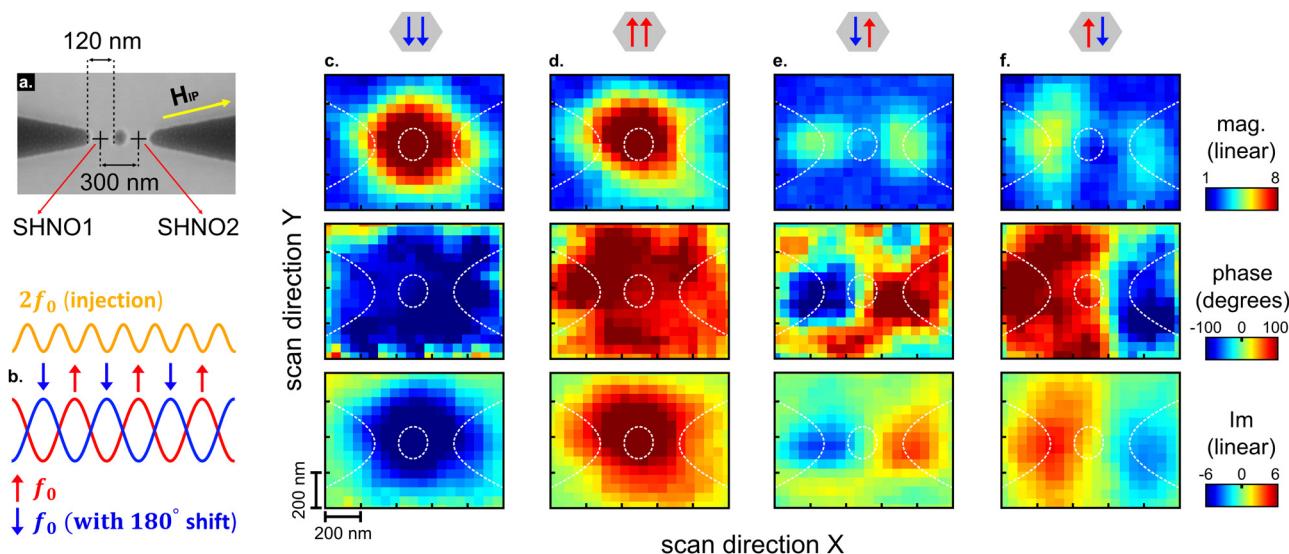 120 nm
a.
H_IP
300 nm
SHNO1
SHNO2
2f₀ (injection)
b.
f₀
f₀ (with 180° shift)
c.
d.
e.
f.
scan direction Y
200 nm
200 nm
scan direction X
mag.
(linear)
1
8
phase
(degrees)
-100
0
100
Im
(linear)
-6
0
6